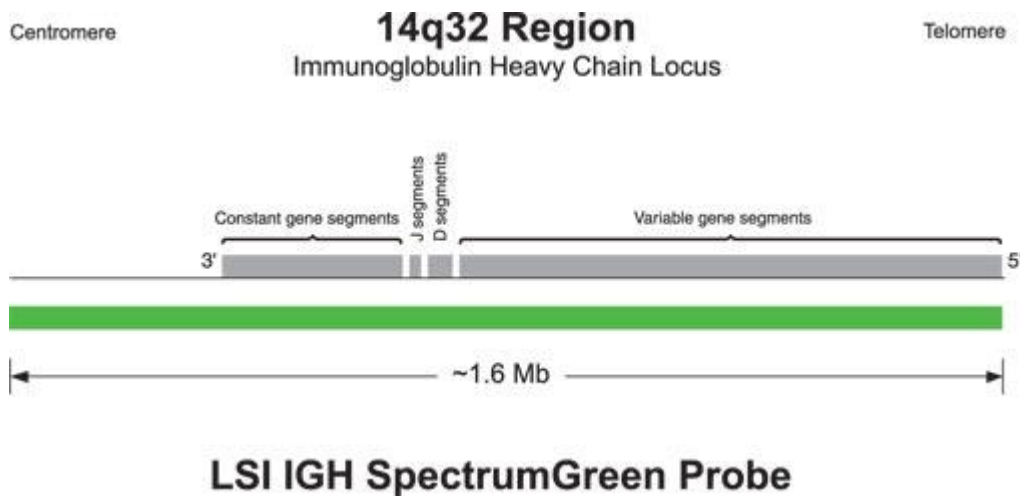 Centromere
14q32 Region
Telomere
Immunoglobulin Heavy Chain Locus
Constant gene segments
J segments
D segments
Variable gene segments
3'
5'
~1.6 Mb
LSI IGH SpectrumGreen Probe